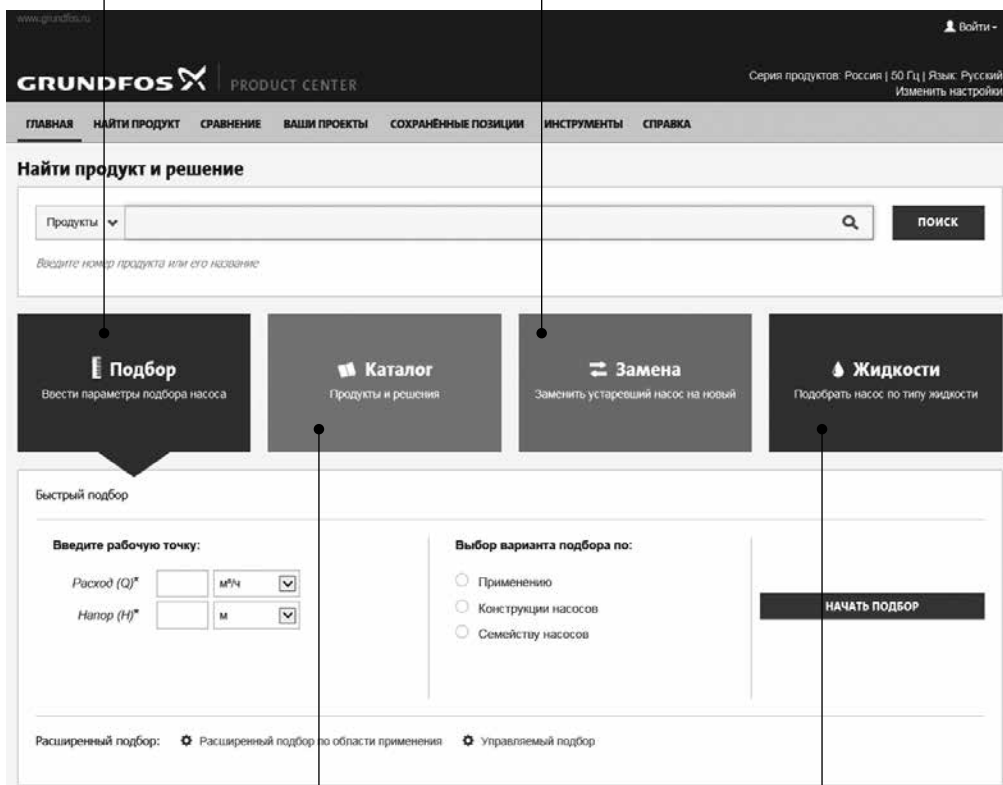 www.grundfos.ru
Войти
GRUNDFOS PRODUCT CENTER
Серия продуктов: Россия | 50 Гц | Язык: Русский
Изменить настройки
ГЛАВНАЯ НАЙТИ ПРОДУКТ СРАВНЕНИЕ ВАШИ ПРОЕКТЫ СОХРАНЁННЫЕ ПОЗИЦИИ ИНСТРУМЕНТЫ СПРАВКА
Найти продукт и решение
Продукты
ПОИСК
Введите номер продукта или его название
Подбор
Ввести параметры подбора насоса
Каталог
Продукты и решения
Замена
Заменить устаревший насос на новый
Жидкости
Подобрать насос по типу жидкости
Быстрый подбор
Введите рабочую точку:
Расход (Q)* м³/ч
Напор (H)* м
Выбор варианта подбора по:
Применению
Конструкции насосов
Семейству насосов
НАЧАТЬ ПОДБОР
Расширенный подбор: Расширенный подбор по области применения Управляемый подбор